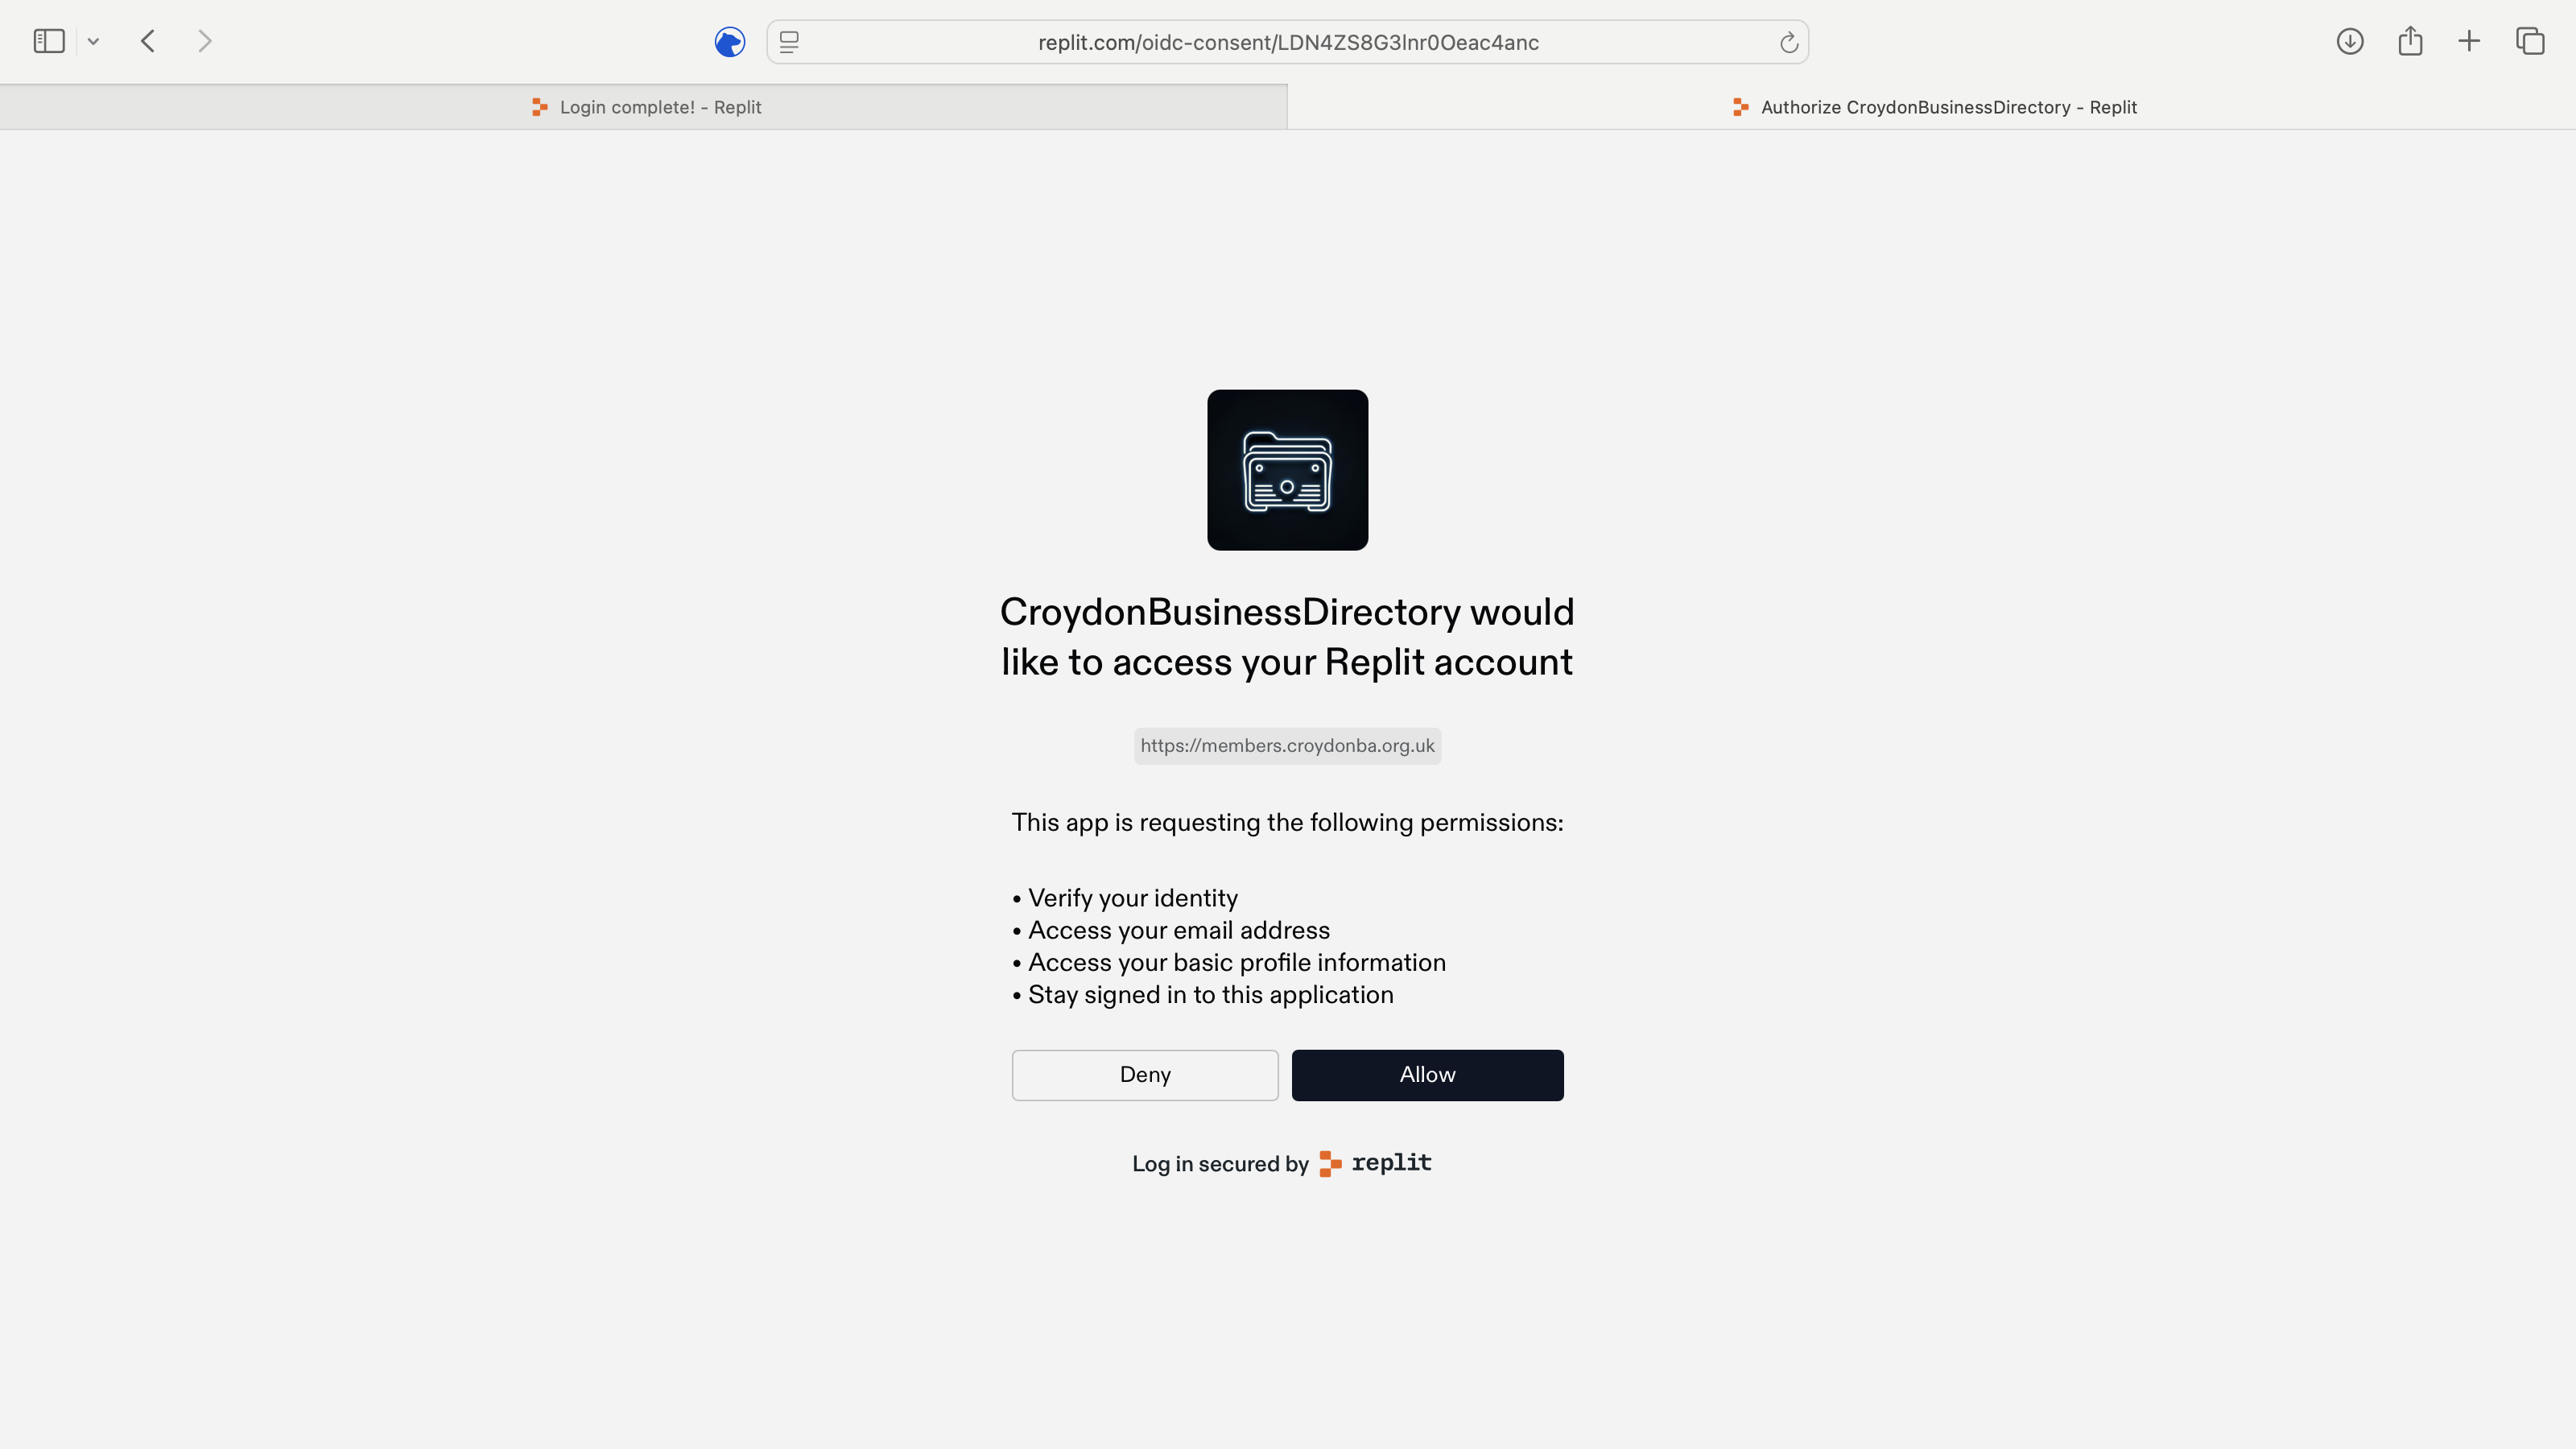 replit.com/oidc-consent/LDN4ZS8G3lnr0Oeac4anc
Login complete! - Replit
Authorize CroydonBusinessDirectory - Replit
CroydonBusinessDirectory would
like to access your Replit account
https://members.croydonba.org.uk
This app is requesting the following permissions:
• Verify your identity
• Access your email address
• Access your basic profile information
• Stay signed in to this application
Deny
Allow
Log in secured by replit